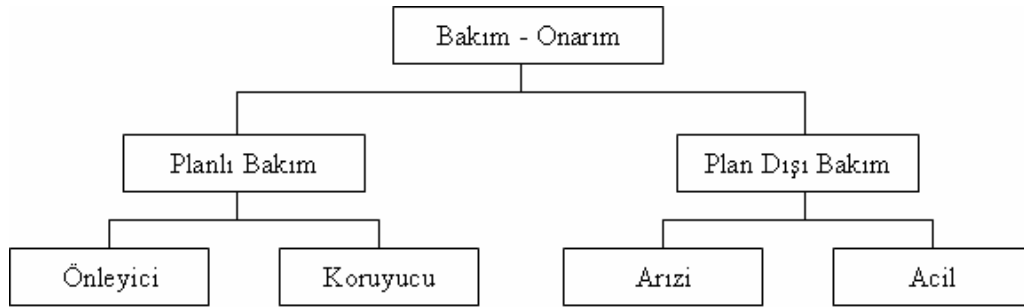 Bakım - Onarım
Planlı Bakım
Plan Dışı Bakım
Önleyici
Koruyucu
Arızi
Acil